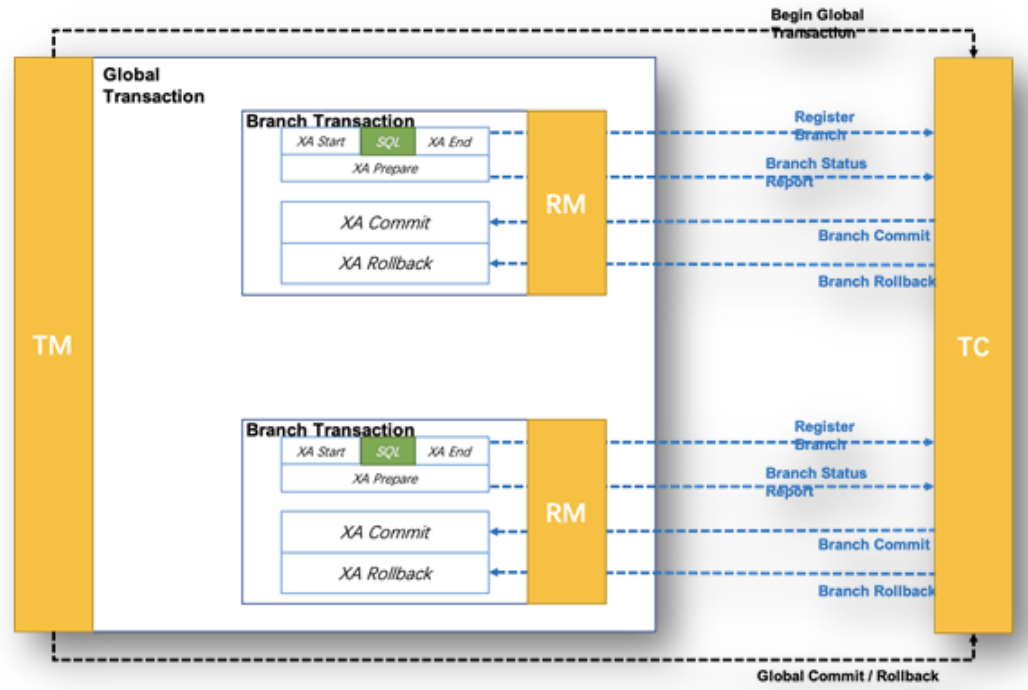 Begin Global
Transaction
Global
Transaction
Branch Transaction
XA Start SQL XA End
XA Prepare
XA Commit
XA Rollback
RM
Register
Branch
Branch Status
Report
Branch Commit
Branch Rollback
TM
TC
Branch Transaction
XA Start SQL XA End
XA Prepare
XA Commit
XA Rollback
RM
Register
Branch
Branch Status
Report
Branch Commit
Branch Rollback
Global Commit / Rollback